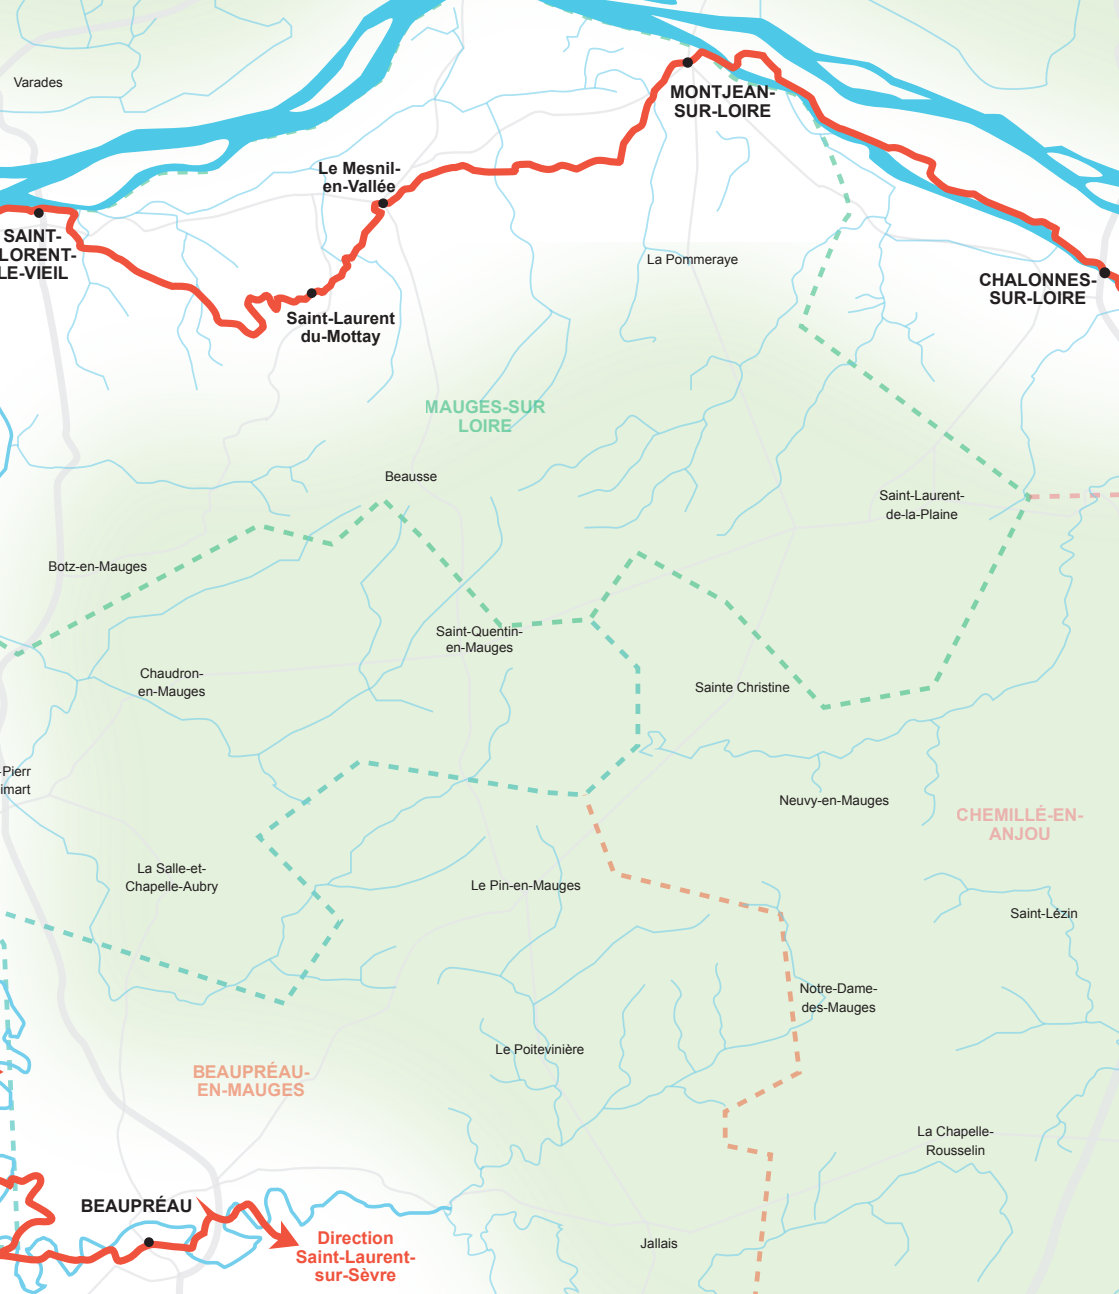 Varades
MONTJEAN-
SUR-LOIRE
Le Mesnil-
en-Vallée
SAINT-
LORENT-
LE-VIEIL
La Pommeraye
CHALONNES-
SUR-LOIRE
Saint-Laurent
du-Mottay
MAUGES-SUR
LOIRE
Beausse
Saint-Laurent-
de-la-Plaine
Botz-en-Mauges
Saint-Quentin-
en-Mauges
Chaudron-
en-Mauges
Sainte Christine
-Pierr
imart
Neuvy-en-Mauges
CHEMILLÉ-EN-
ANJOU
La Salle-et-
Chapelle-Aubry
Le Pin-en-Mauges
Saint-Lézin
Notre-Dame-
des-Mauges
Le Poitevinière
BEAUPRÉAU-
EN-MAUGES
La Chapelle-
Rousselin
BEAUPRÉAU
Direction
Saint-Laurent-
sur-Sèvre
Jallais